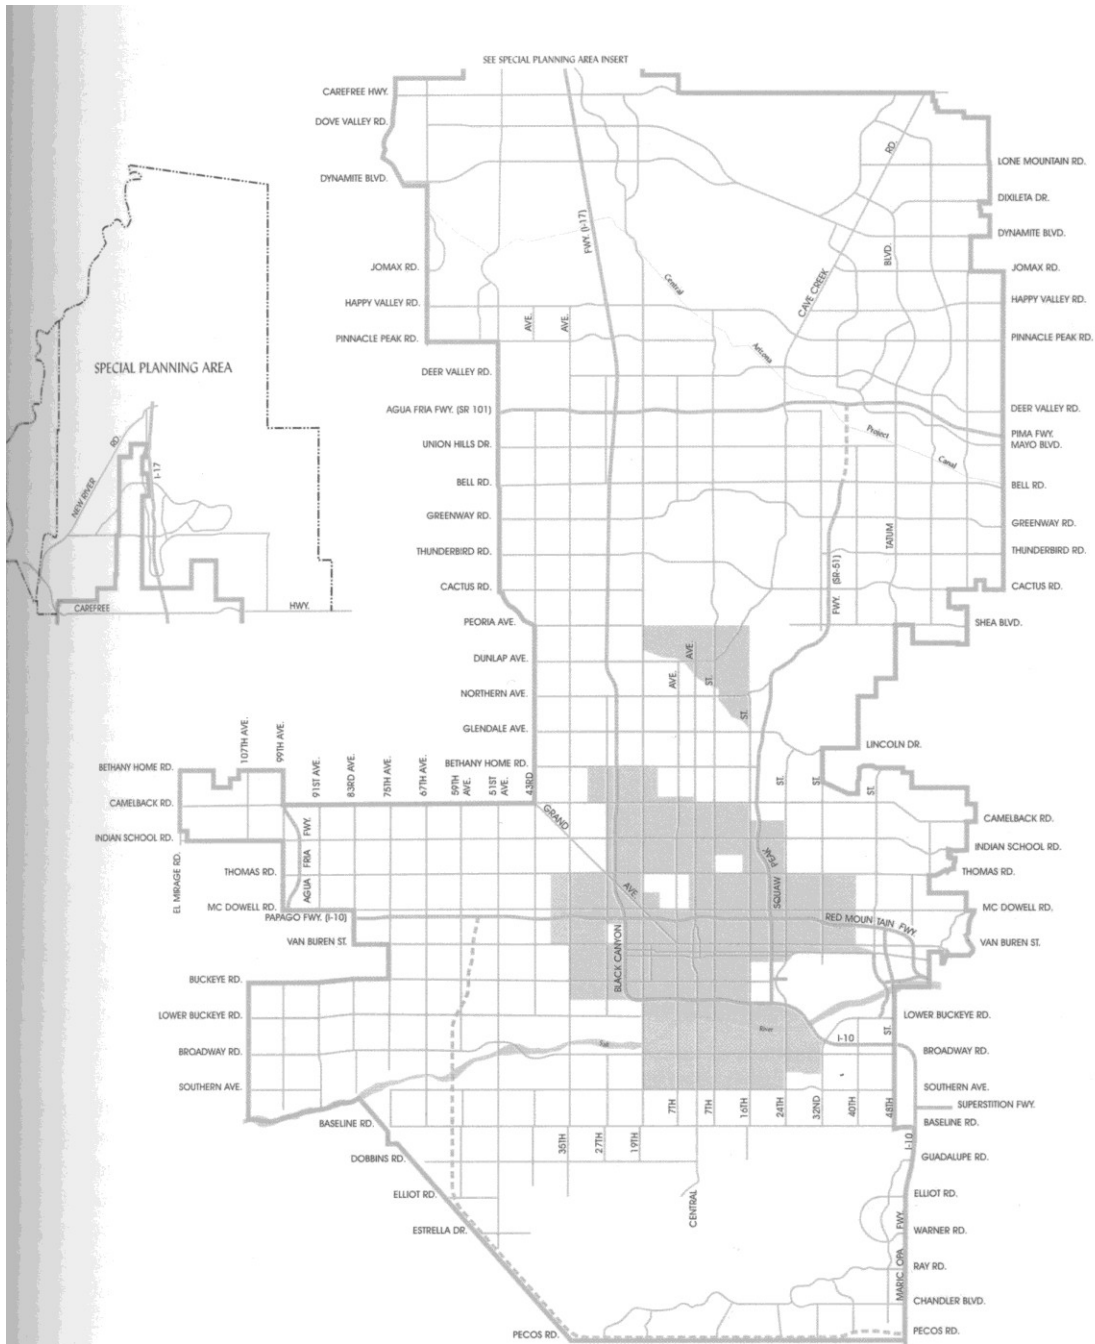 SEE SPECIAL PLANNING AREA INSERT
CAREFREE HWY.
DOVE VALLEY RD.
DYNAMITE BLVD.
JOMAX RD.
HAPPY VALLEY RD.
PINNACLE PEAK RD.
DEER VALLEY RD.
AGUA FRIA FWY. (SR 101)
UNION HILLS DR.
BELL RD.
GREENWAY RD.
THUNDERBIRD RD.
CACTUS RD.
PEORIA AVE.
DUNLAP AVE.
NORTHERN AVE.
GLENDALE AVE.
BETHANY HOME RD.
RD.
LONE MOUNTAIN RD.
DIXILETA DR.
DYNAMITE BLVD.
JOMAX RD.
HAPPY VALLEY RD.
PINNACLE PEAK RD.
DEER VALLEY RD.
PIMA FWY.
MAYO BLVD.
BELL RD.
GREENWAY RD.
THUNDERBIRD RD.
CACTUS RD.
SHEA BLVD.
LINCOLN DR.
FWY. (I-17)
BLVD.
CAVE CREEK
Central
Arizona
Project
Canal
AVE.
AVE.
TATUM
FWY. (SR-51)
SPECIAL PLANNING AREA
NEW RIVER
RD
I-17
CAREFREE
HWY.
AVE.
AVE.
ST.
ST.
ST.
ST.
ST.
107TH AVE.
99TH AVE.
91ST AVE.
83RD AVE.
75TH AVE.
67TH AVE.
59TH
AVE.
51ST
AVE.
43RD
BETHANY HOME RD.
CAMELBACK RD.
INDIAN SCHOOL RD.
EL MIRAGE RD.
THOMAS RD.
MC DOWELL RD.
PAPAGO FWY. (I-10)
VAN BUREN ST.
BUCKEYE RD.
LOWER BUCKEYE RD.
BROADWAY RD.
SOUTHERN AVE.
BASELINE RD.
DOBBINS RD.
ELLIOT RD.
ESTRELLA DR.
PECOS RD.
AGUA FRIA FWY.
GRAND
AVE.
BLACK CANYON
SQUAW
PEAK
RED MOUNTAIN FWY.
CAMELBACK RD.
INDIAN SCHOOL RD.
THOMAS RD.
MC DOWELL RD.
VAN BUREN ST.
LOWER BUCKEYE RD.
ST.
I-10
BROADWAY RD.
SOUTHERN AVE.
SUPERSTITION FWY.
BASELINE RD.
Salt
River
35TH
27TH
19TH
7TH
7TH
16TH
24TH
32ND
40TH
48TH
I-10
CENTRAL
GUADALUPE RD.
ELLIOT RD.
WARNER RD.
RAY RD.
CHANDLER BLVD.
PECOS RD.
MARICOPA FWY.